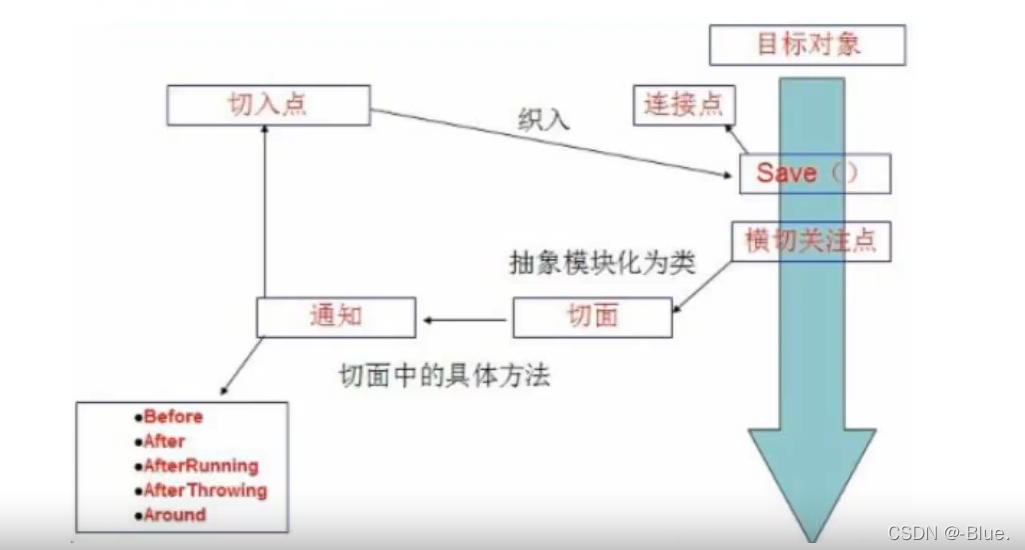 目标对象
切入点
连接点
织入
Save（）
横切关注点
抽象模块化为类
通知
切面
切面中的具体方法
●Before
●After
●AfterRunning
●AfterThrowing
●Around
CSDN @-Blue.